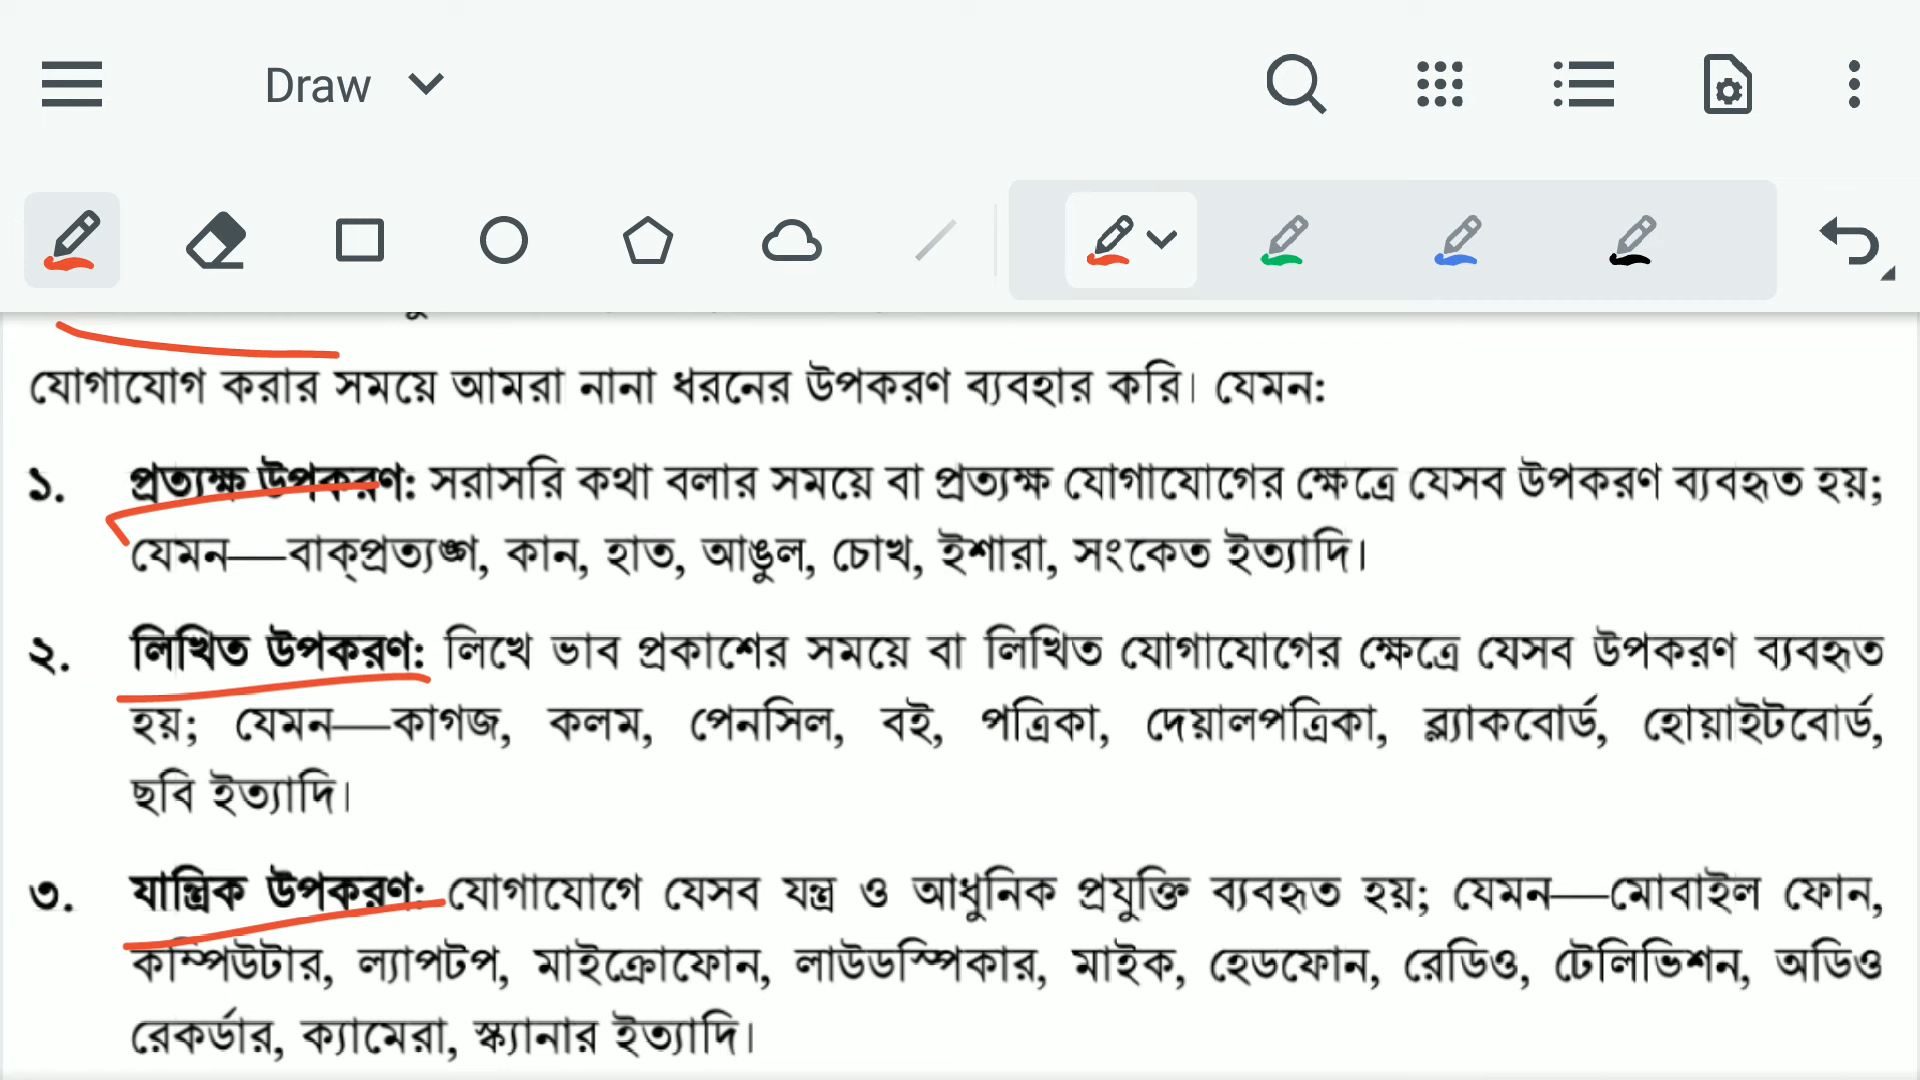 Draw
যোগাযোগ করার সময়ে আমরা নানা ধরনের উপকরণ ব্যবহার করি। যেমন:
১. প্রত্যক্ষ উপকরণ: সরাসরি কথা বলার সময়ে বা প্রত্যক্ষ যোগাযোগের ক্ষেত্রে যেসব উপকরণ ব্যবহৃত হয়;
যেমন—বাক্‌প্রত্যঙ্গ, কান, হাত, আঙুল, চোখ, ইশারা, সংকেত ইত্যাদি।
২. লিখিত উপকরণ: লিখে ভাব প্রকাশের সময়ে বা লিখিত যোগাযোগের ক্ষেত্রে যেসব উপকরণ ব্যবহৃত
হয়; যেমন—কাগজ, কলম, পেনসিল, বই, পত্রিকা, দেয়ালপত্রিকা, ব্ল্যাকবোর্ড, হোয়াইটবোর্ড,
ছবি ইত্যাদি।
৩. যান্ত্রিক উপকরণ: যোগাযোগে যেসব যন্ত্র ও আধুনিক প্রযুক্তি ব্যবহৃত হয়; যেমন—মোবাইল ফোন,
কম্পিউটার, ল্যাপটপ, মাইক্রোফোন, লাউডস্পিকার, মাইক, হেডফোন, রেডিও, টেলিভিশন, অডিও
রেকর্ডার, ক্যামেরা, স্ক্যানার ইত্যাদি।